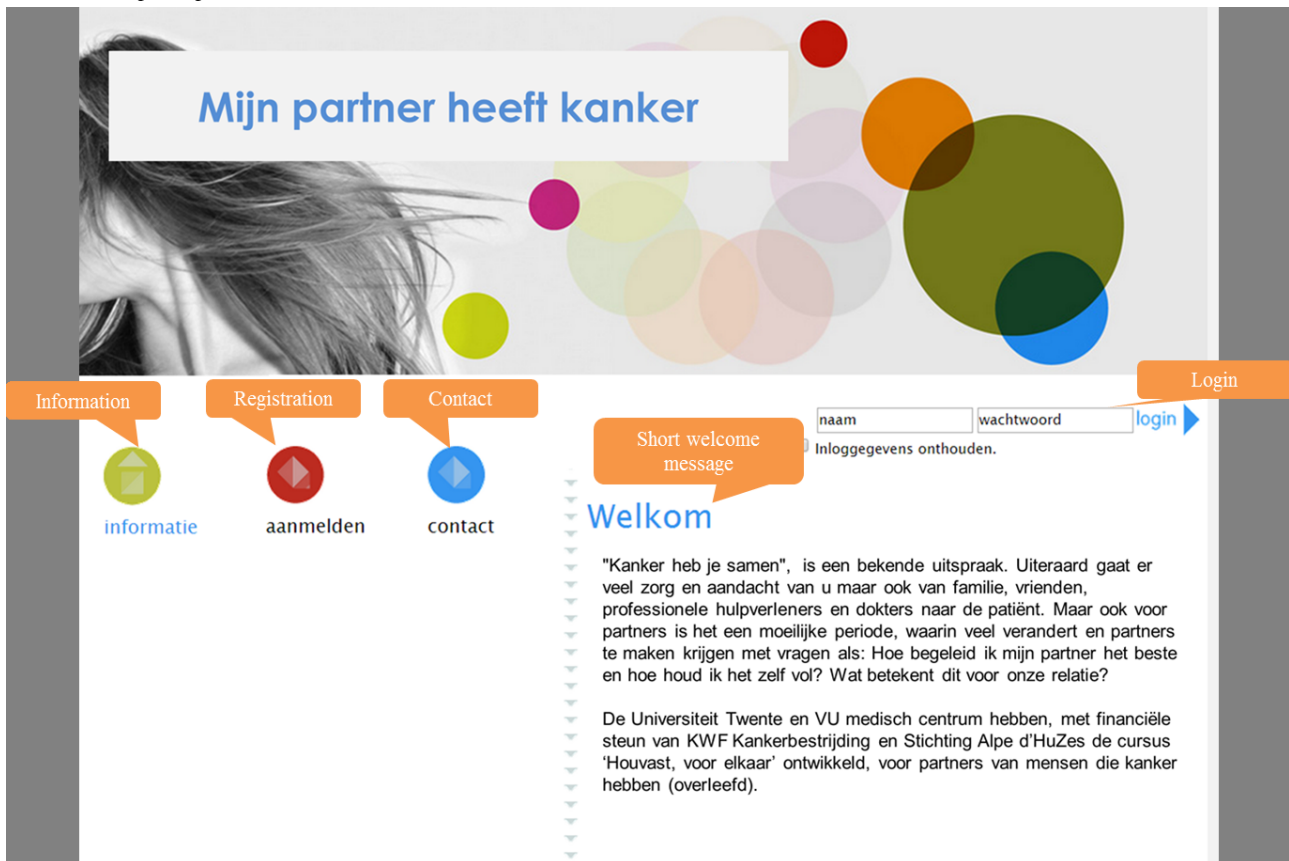 Mijn partner heeft kanker
Information
Registration
Contact
Login
naam
wachtwoord
login
Inloggegevens onthouden.
Short welcome
message
informatie
aanmelden
contact
Welkom
"Kanker heb je samen", is een bekende uitspraak. Uiteraard gaat er
veel zorg en aandacht van u maar ook van familie, vrienden,
professionele hulpverleners en dokters naar de patiënt. Maar ook voor
partners is het een moeilijke periode, waarin veel verandert en partners
te maken krijgen met vragen als: Hoe begeleid ik mijn partner het beste
en hoe houd ik het zelf vol? Wat betekent dit voor onze relatie?
De Universiteit Twente en VU medisch centrum hebben, met financiële
steun van KWF Kankerbestrijding en Stichting Alpe d'HuZes de cursus
'Houvast, voor elkaar' ontwikkeld, voor partners van mensen die kanker
hebben (overleefd).